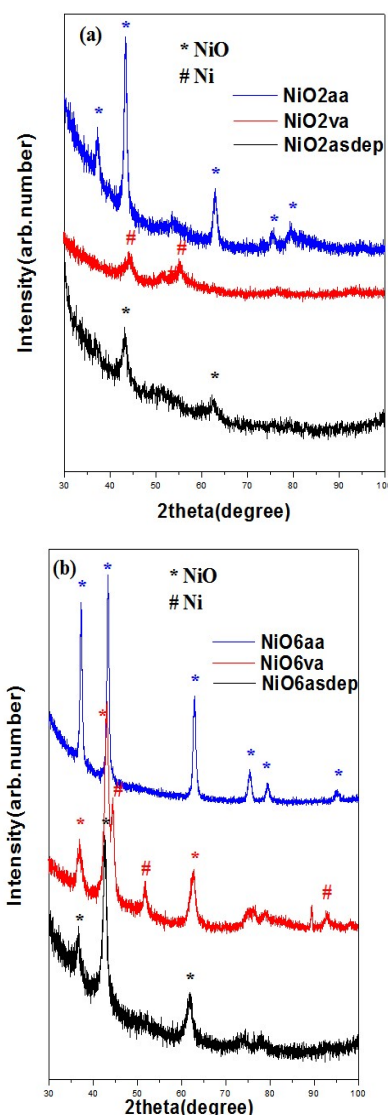 (a)
* NiO
# Ni
NiO2aa
NiO2va
NiO2asdep
*
*
*
*
*
#
#
*
*
Intensity(arb.number)
30 40 50 60 70 80 90 100
2theta(degree)
(b)
* NiO
# Ni
NiO6aa
NiO6va
NiO6asdep
*
*
*
*
*
*
*
#
*
*
#
*
#
*
*
Intensity(arb.number)
30 40 50 60 70 80 90 100
2theta(degree)